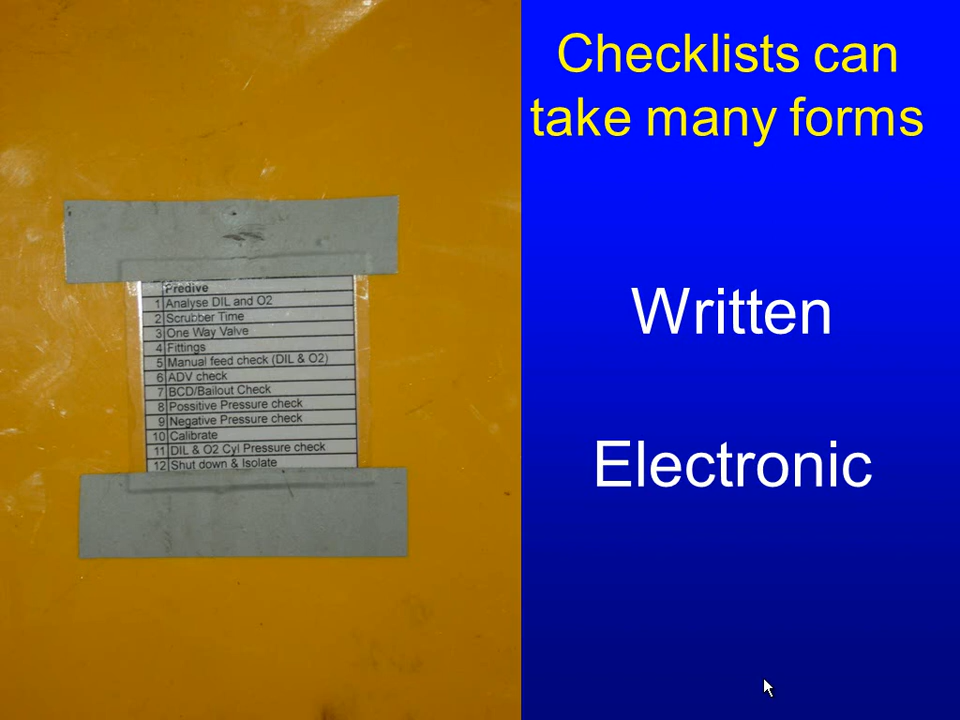 Checklists can
take many forms
Written
Electronic
Predive
1 Analyse DIL and O2
2 Scrubber Time
3 One Way Valve
4 Fittings
5 Manual feed check (DIL & O2)
6 ADV check
7 BCD/Bailout Check
8 Possitive Pressure check
9 Negative Pressure check
10 Calibrate
11 DIL & O2 Cyl Pressure check
12 Shut down & Isolate